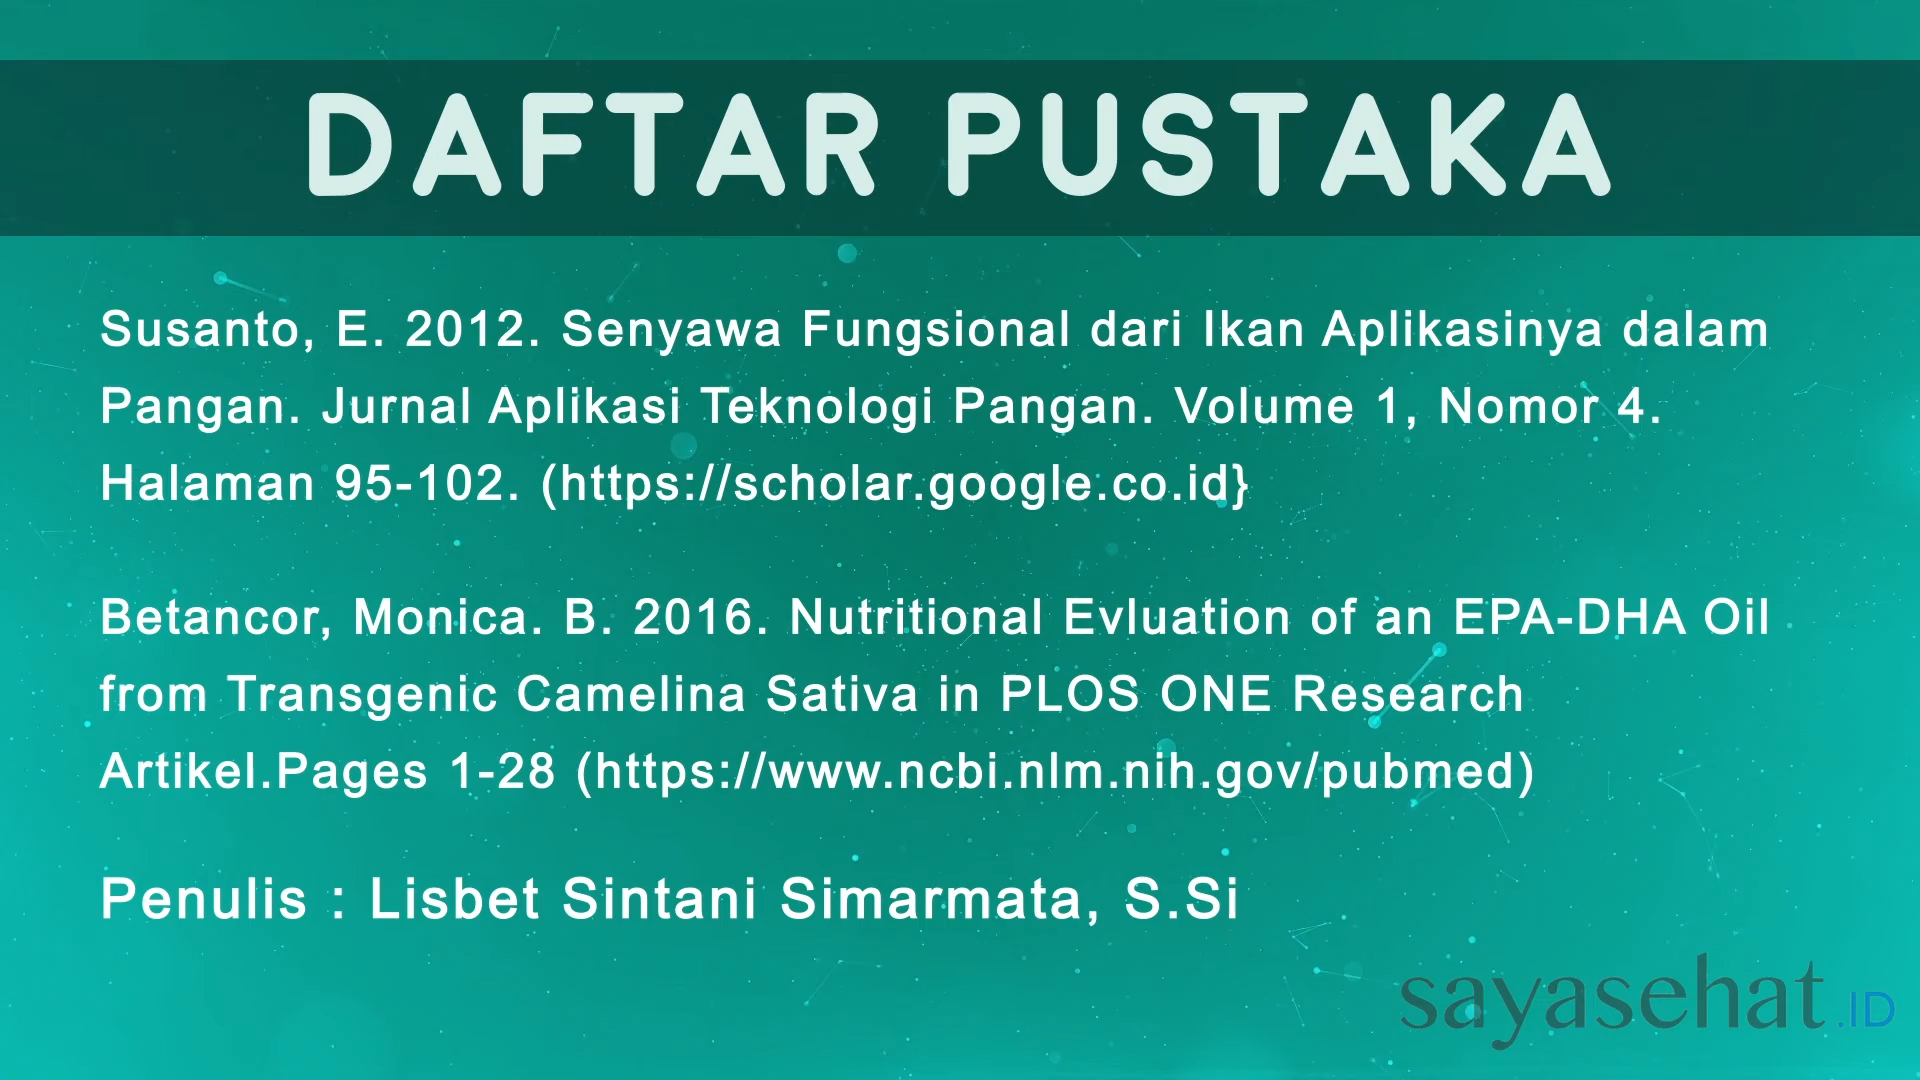 DAFTAR PUSTAKA
Susanto, E. 2012. Senyawa Fungsional dari Ikan Aplikasinya dalam
Pangan. Jurnal Aplikasi Teknologi Pangan. Volume 1, Nomor 4.
Halaman 95-102. (https://scholar.google.co.id}
Betancor, Monica. B. 2016. Nutritional Evluation of an EPA-DHA Oil
from Transgenic Camelina Sativa in PLOS ONE Research
Artikel.Pages 1-28 (https://www.ncbi.nlm.nih.gov/pubmed)
Penulis : Lisbet Sintani Simarmata, S.Si
sayasehat.ID